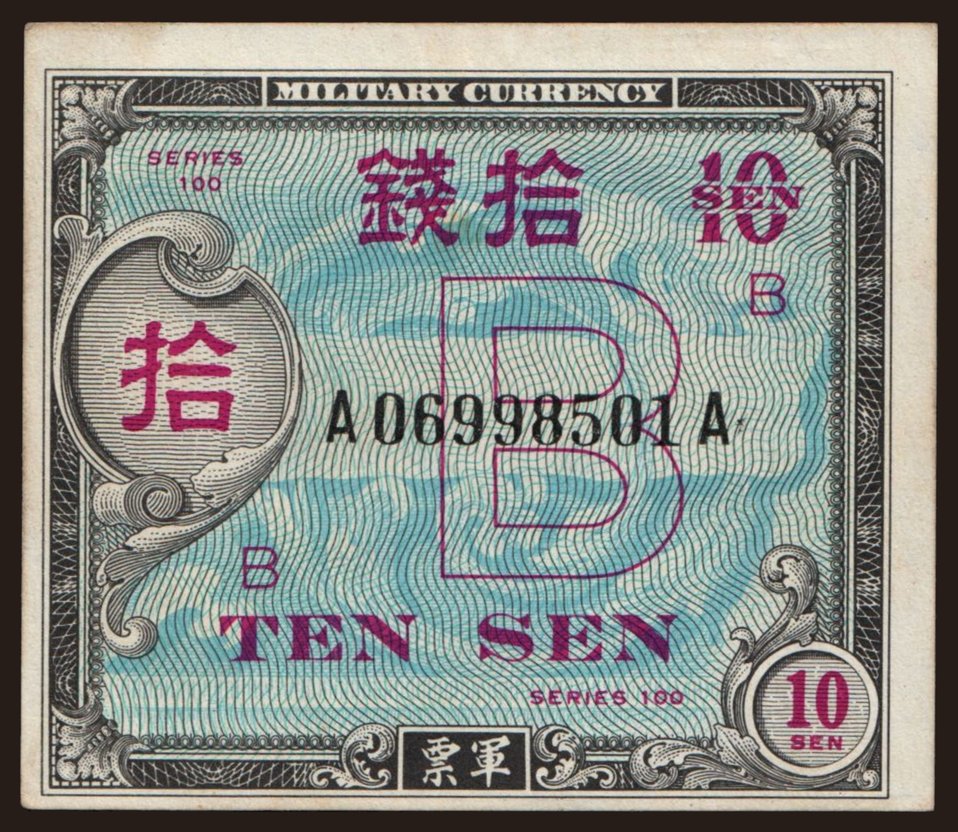 MILITARY CURRENCY
SERIES
100
錢拾
10
SEN
B
拾
B
A06998501A
B
TEN SEN
SERIES 100
10
SEN
票軍